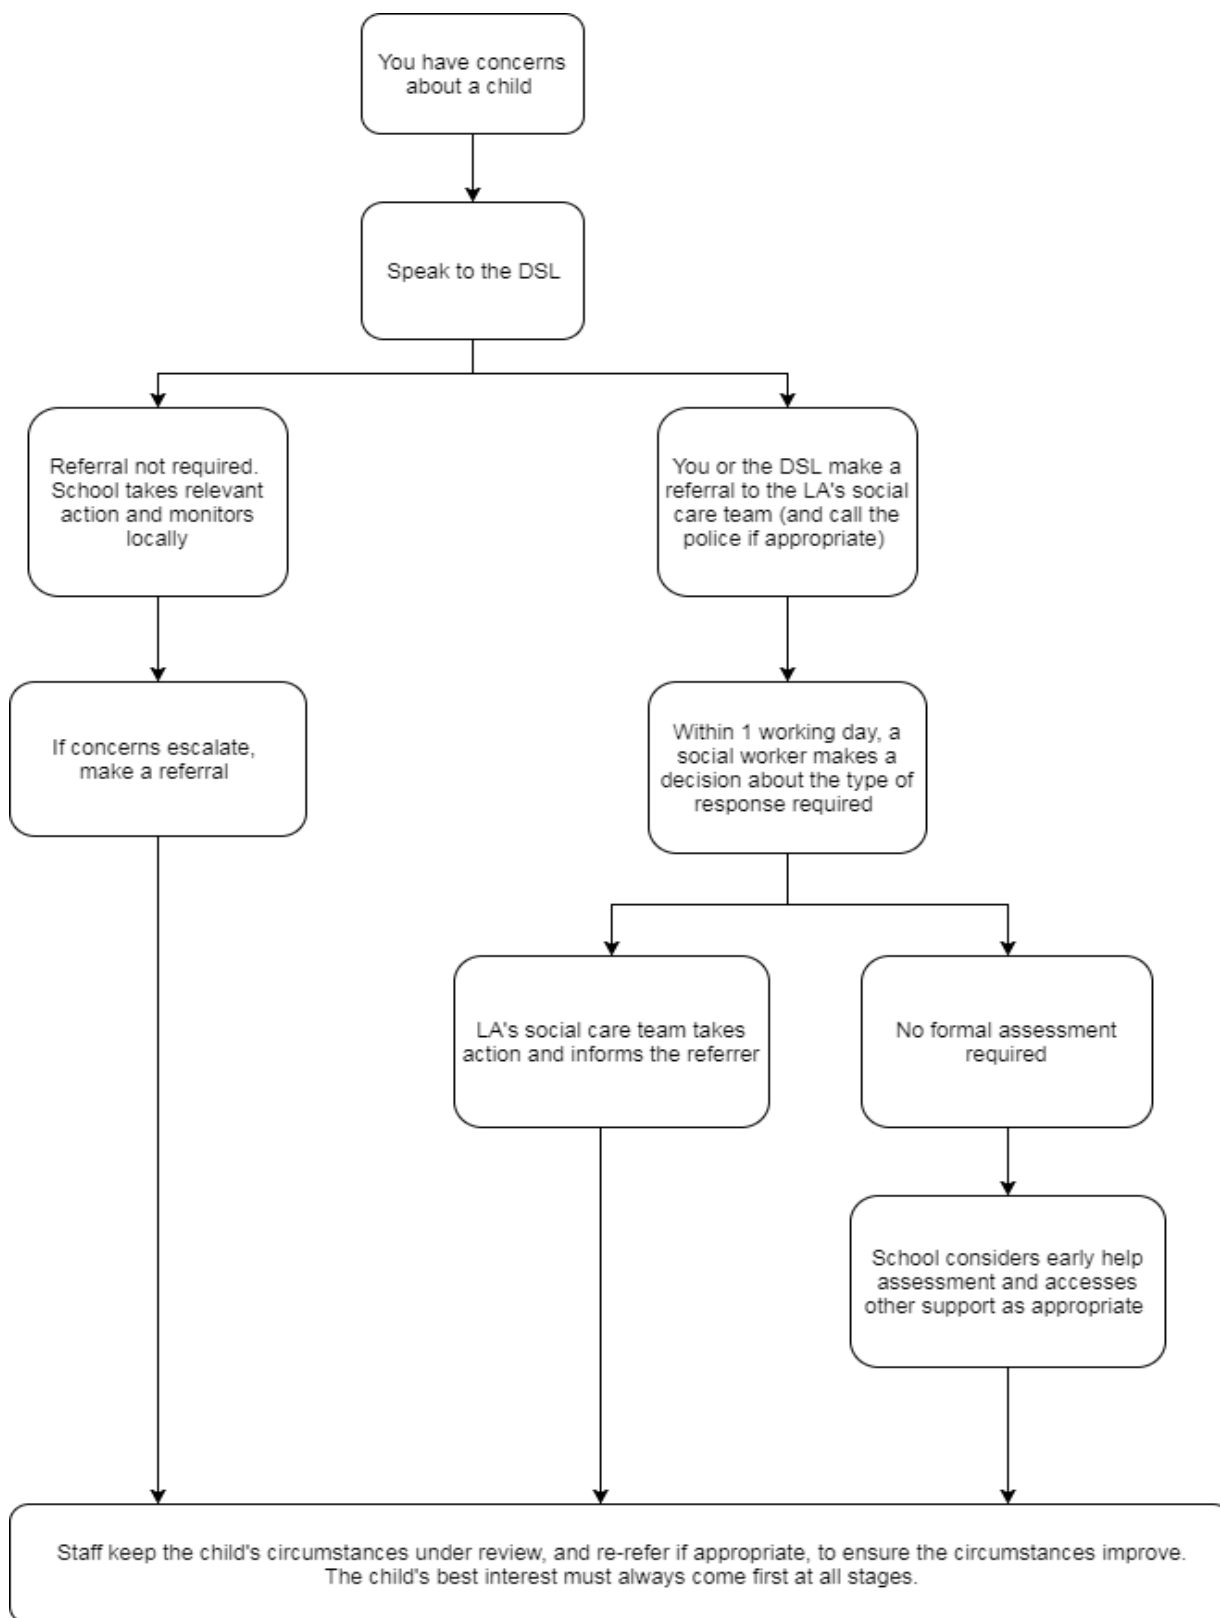 You have concerns
about a child
Speak to the DSL
Referral not required.
School takes relevant
action and monitors
locally
You or the DSL make a
referral to the LA's social
care team (and call the
police if appropriate)
If concerns escalate,
make a referral
Within 1 working day, a
social worker makes a
decision about the type of
response required
LA's social care team takes
action and informs the referrer
No formal assessment
required
School considers early help
assessment and accesses
other support as appropriate
Staff keep the child's circumstances under review, and re-refer if appropriate, to ensure the circumstances improve.
The child's best interest must always come first at all stages.